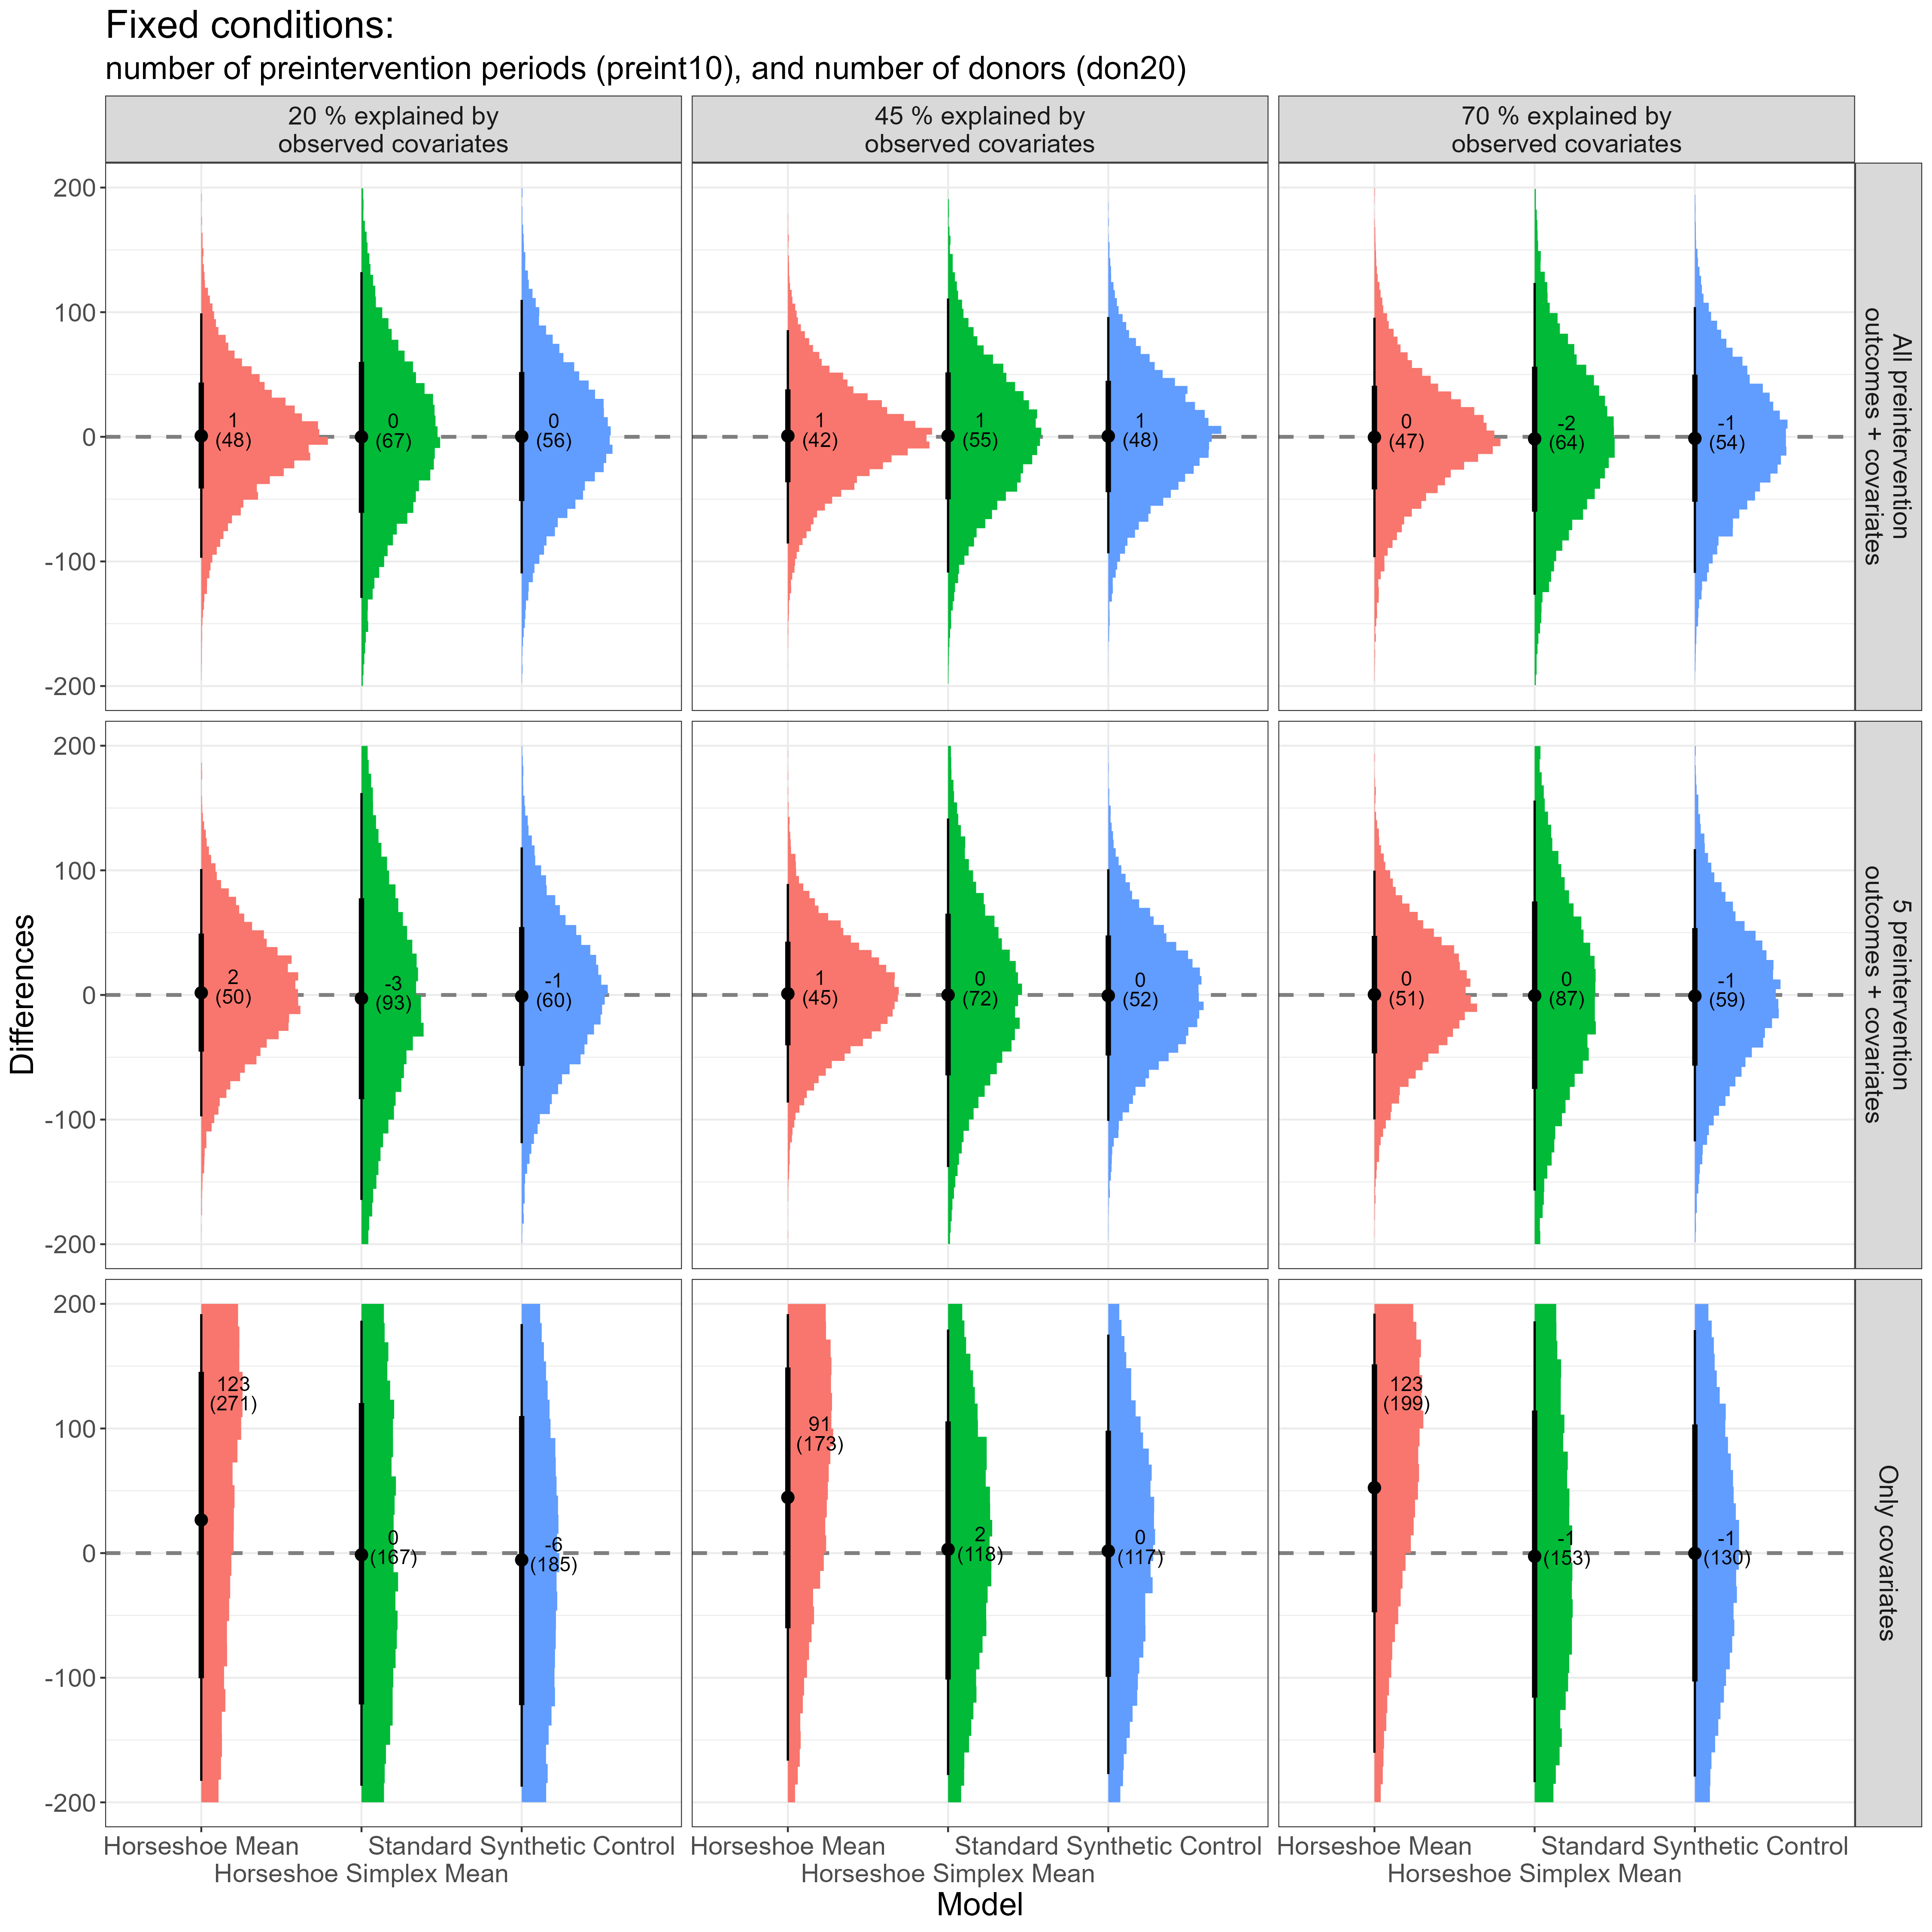 Fixed conditions:
number of preintervention periods (preint10), and number of donors (don20)
20 % explained by
observed covariates
45 % explained by
observed covariates
70 % explained by
observed covariates
Differences
200
100
0
-100
-200
1
(48)
0
(67)
0
(56)
1
(42)
1
(55)
1
(48)
0
(47)
-2
(64)
-1
(54)
All preintervention
outcomes + covariates
200
100
0
-100
-200
2
(50)
-3
(93)
-1
(60)
1
(45)
0
(72)
0
(52)
0
(51)
0
(87)
-1
(59)
5 preintervention
outcomes + covariates
200
100
0
-100
-200
123
(271)
0
(167)
-6
(185)
91
(173)
2
(118)
0
(117)
123
(199)
-1
(153)
-1
(130)
Only covariates
Horseshoe Mean
Horseshoe Simplex Mean
Standard Synthetic Control
Horseshoe Mean
Horseshoe Simplex Mean
Standard Synthetic Control
Horseshoe Mean
Horseshoe Simplex Mean
Standard Synthetic Control
Model